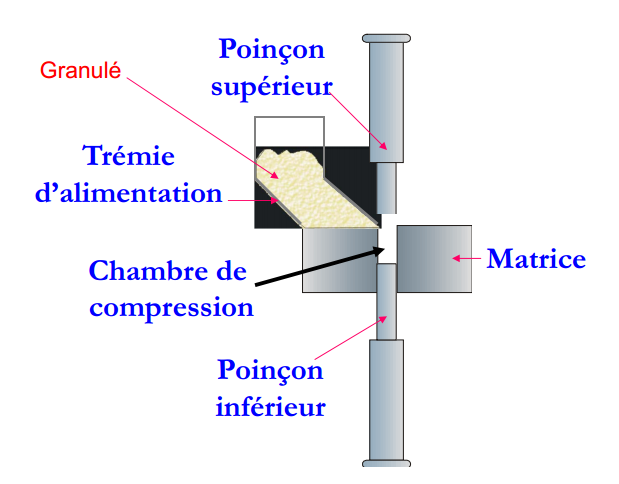 Granulé
Poinçon
supérieur
Trémie
d'alimentation
Chambre de
compression
Matrice
Poinçon
inférieur